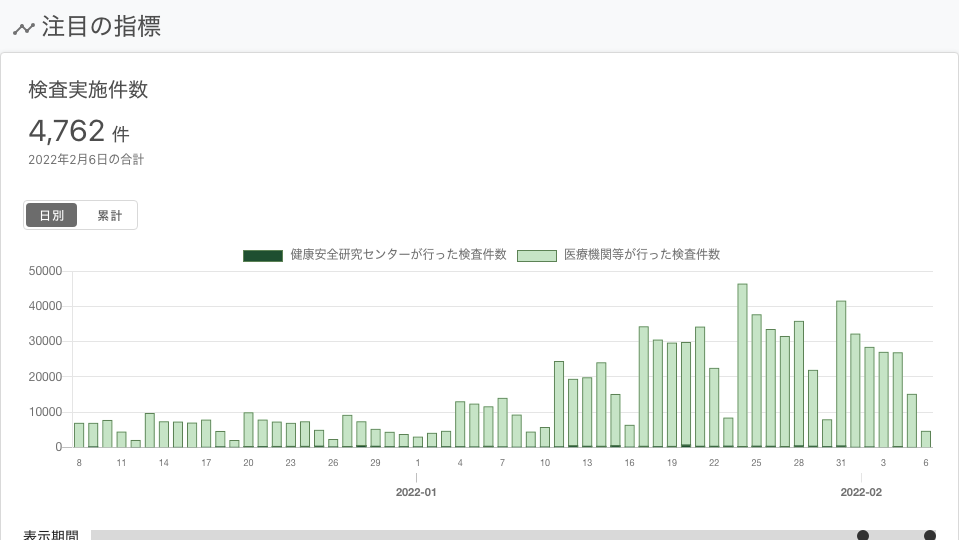 注目の指標
検査実施件数
4,762 件
2022年2月6日の合計
日別 累計
健康安全研究センターが行った検査件数 医療機関等が行った検査件数
50000
40000
30000
20000
10000
0
8 11 14 17 20 23 26 29 1 4 7 10 13 16 19 22 25 28 31 3 6
2022-01 2022-02
表示期間